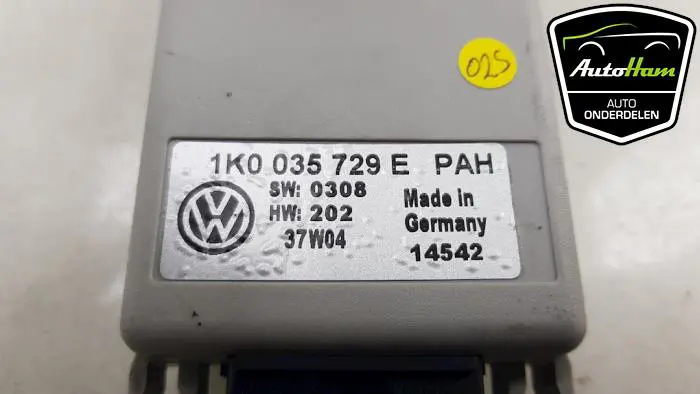 025
AutoHam
AUTO
ONDERDELEN
1K0 035 729 E PAH
SW: 0308
HW: 202
37W04
Made in
Germany
14542